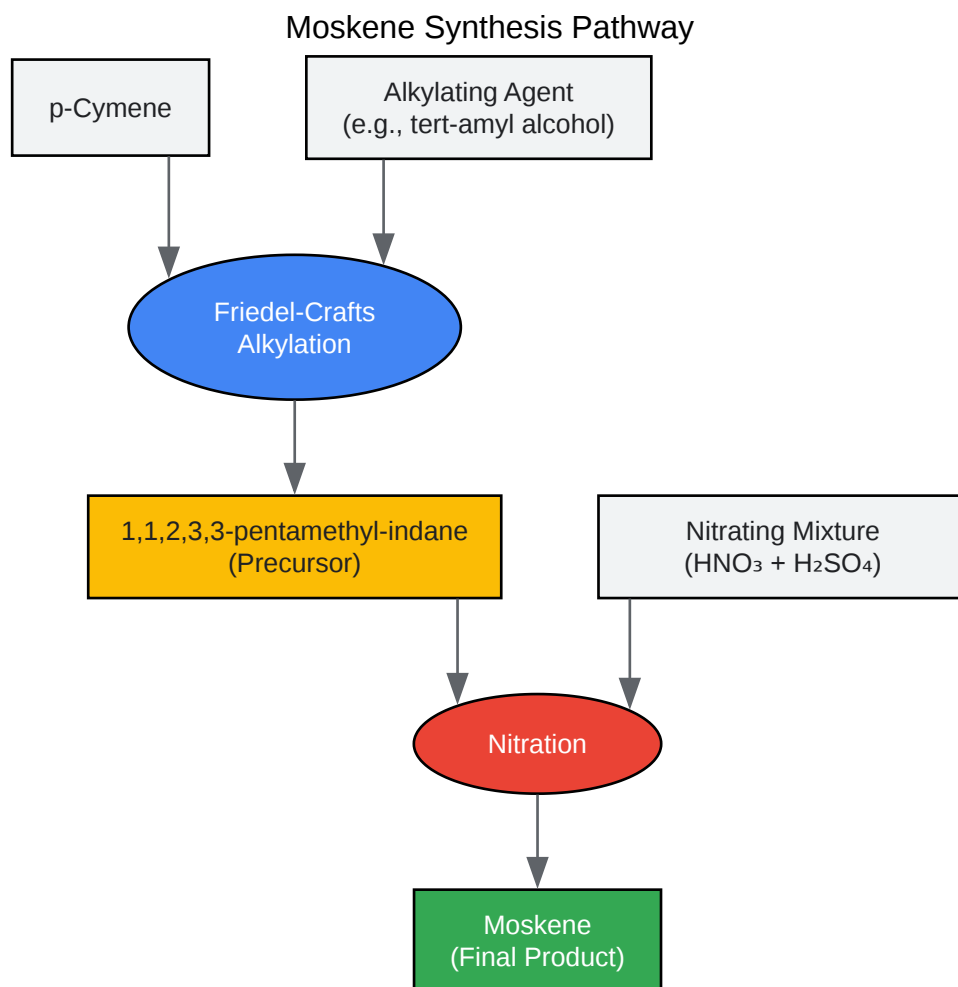 Moskene Synthesis Pathway
p-Cymene
Alkylating Agent
(e.g., tert-amyl alcohol)
Friedel-Crafts
Alkylation
1,1,2,3,3-pentamethyl-indane
(Precursor)
Nitrating Mixture
(HNO₃ + H₂SO₄)
Nitration
Moskene
(Final Product)